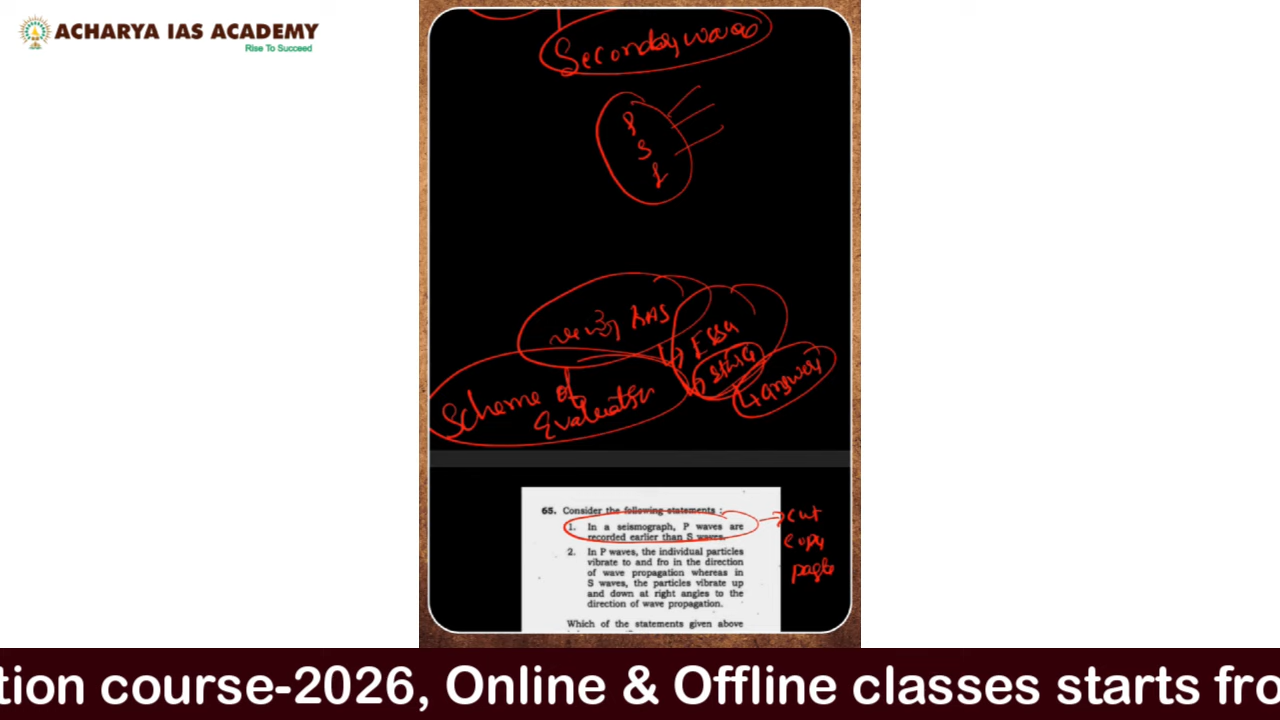 ACHARYA IAS ACADEMY
Rise To Succeed
Secondary waves
P
S
L
IAS
Scheme of
Evaluation
Answer
65. Consider the following statements :
1. In a seismograph, P waves are
recorded earlier than S waves.
2. In P waves, the individual particles
vibrate to and fro in the direction
of wave propagation whereas in
S waves, the particles vibrate up
and down at right angles to the
direction of wave propagation.
Which of the statements given above
cut
copy
paste
tion course-2026, Online & Offline classes starts fro